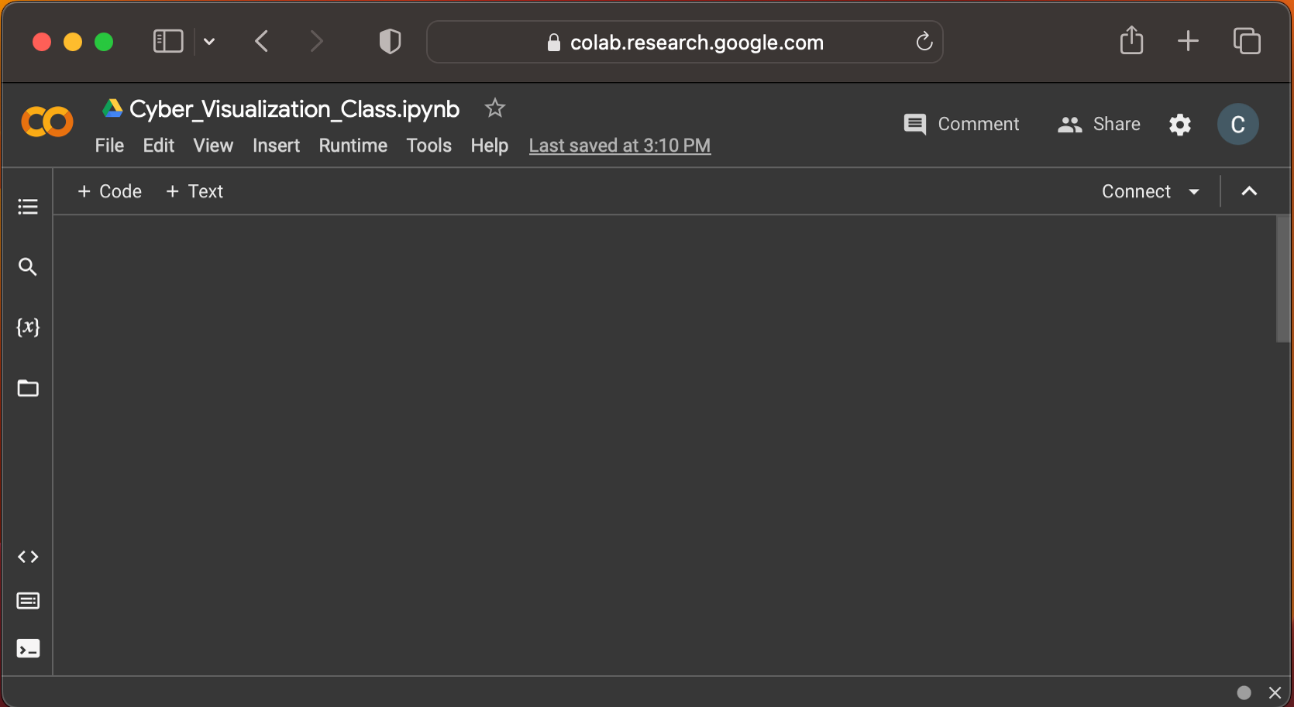 colab.research.google.com
Cyber_Visualization_Class.ipynb
Comment
Share
C
File Edit View Insert Runtime Tools Help Last saved at 3:10 PM
+ Code + Text
Connect
{x}